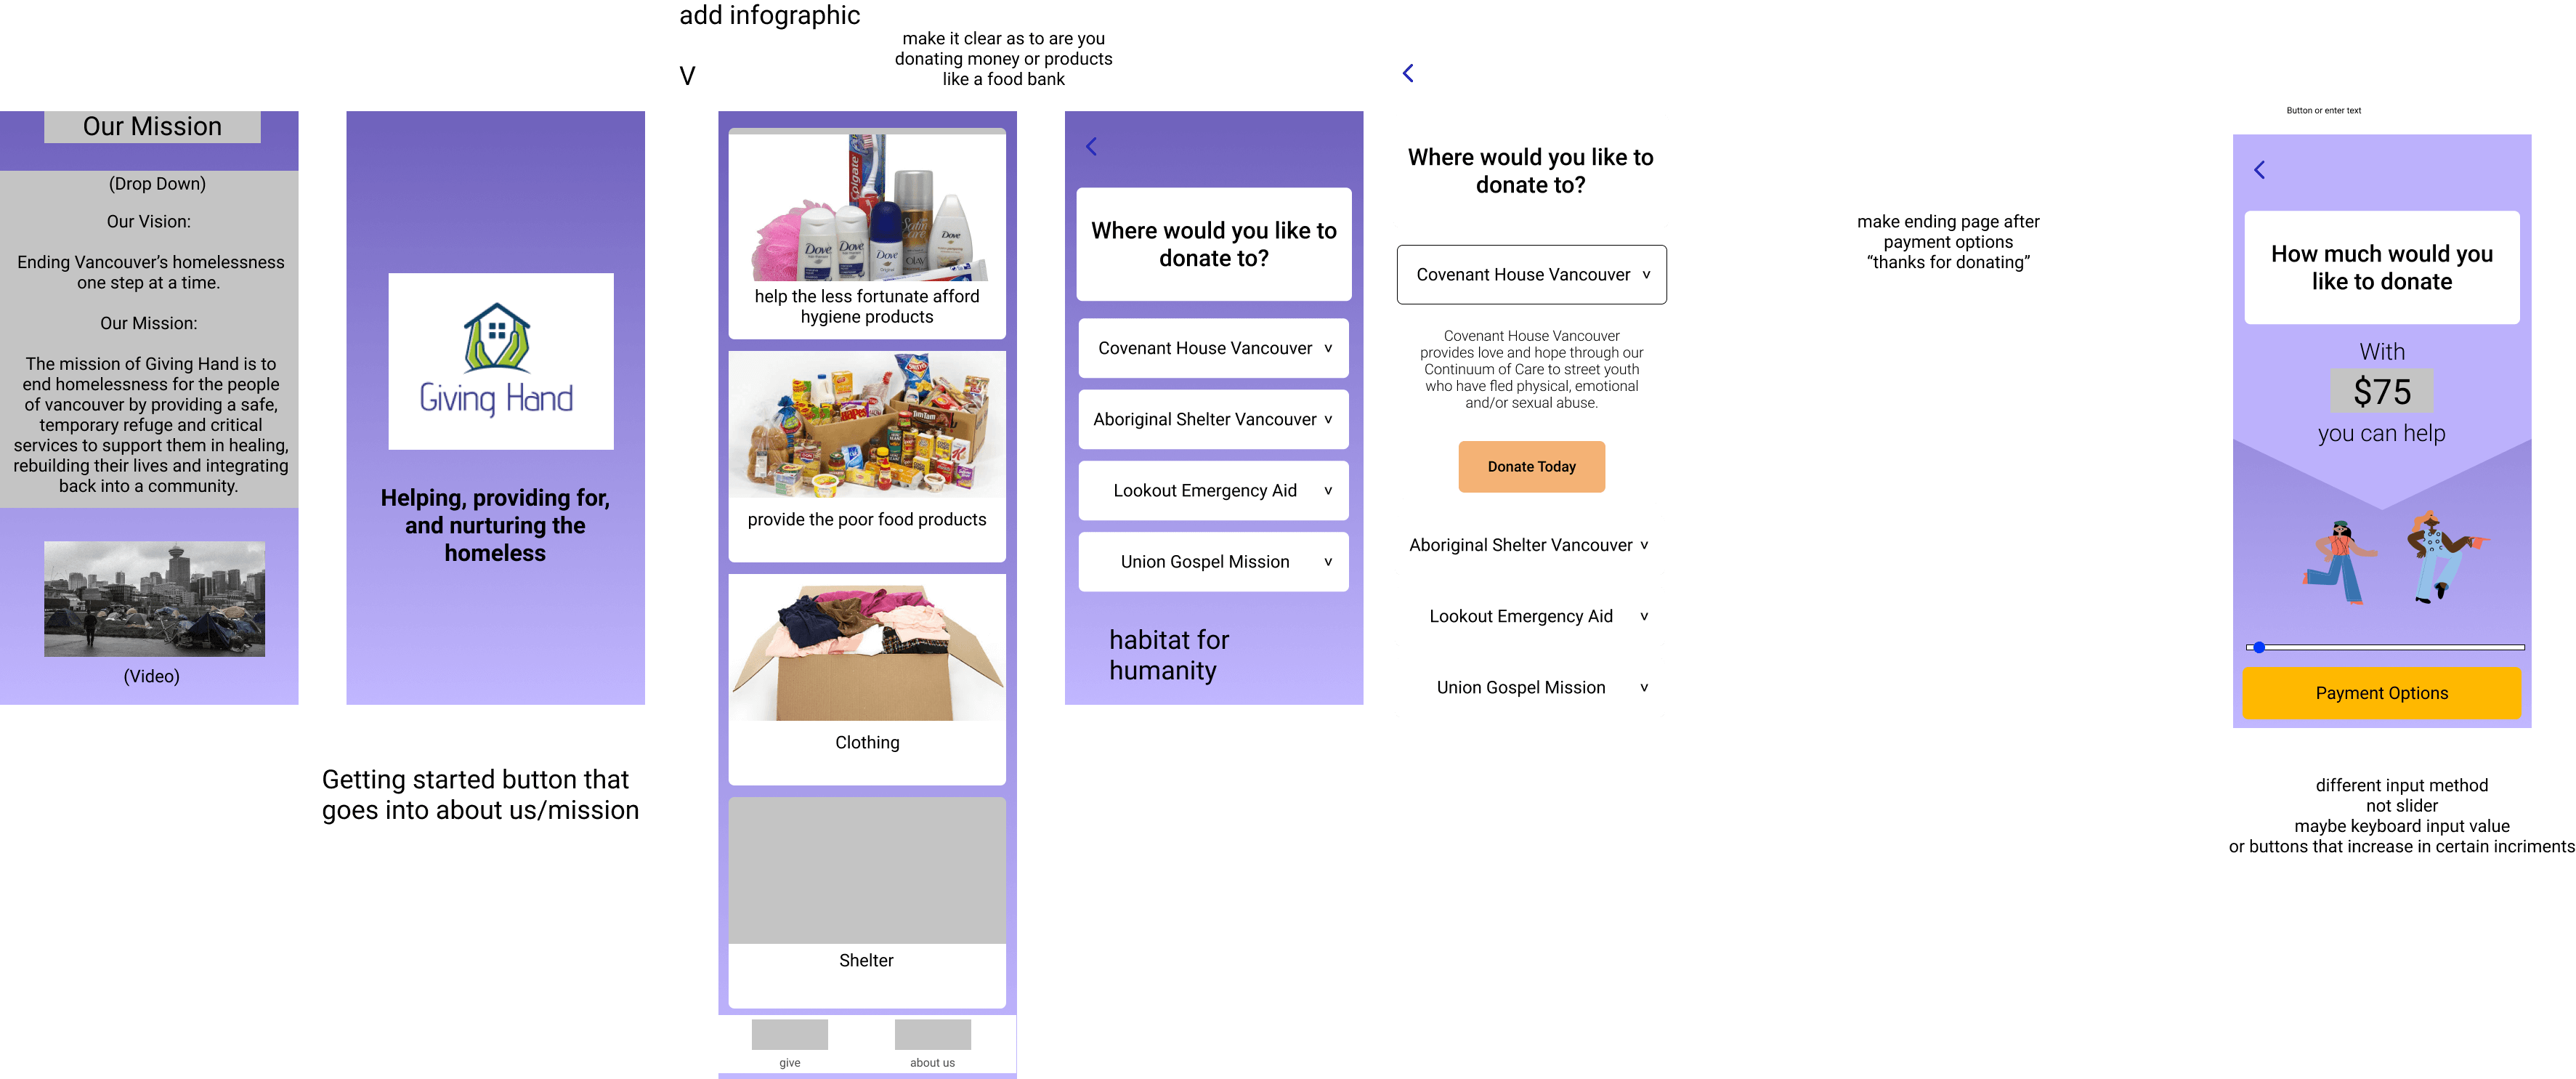 add infographic
V
make it clear as to are you
donating money or products
like a food bank
Our Mission
(Drop Down)
Our Vision:
Ending Vancouver’s homelessness
one step at a time.
Our Mission:
The mission of Giving Hand is to
end homelessness for the people
of vancouver by providing a safe,
temporary refuge and critical
services to support them in healing,
rebuilding their lives and integrating
back into a community.
(Video)
Giving Hand
Helping, providing for,
and nurturing the
homeless
Getting started button that
goes into about us/mission
Colgate
Dove
Dove
Dove
Satin
Care
OLAY
Dove
help the less fortunate afford
hygiene products
provide the poor food products
Clothing
Shelter
give
about us
Where would you like to
donate to?
Covenant House Vancouver v
Aboriginal Shelter Vancouver v
Lookout Emergency Aid v
Union Gospel Mission v
habitat for
humanity
Where would you like to
donate to?
Covenant House Vancouver v
Covenant House Vancouver
provides love and hope through our
Continuum of Care to street youth
who have fled physical, emotional
and/or sexual abuse.
Donate Today
Aboriginal Shelter Vancouver v
Lookout Emergency Aid v
Union Gospel Mission v
make ending page after
payment options
“thanks for donating”
Button or enter text
How much would you
like to donate
With
$75
you can help
Payment Options
different input method
not slider
maybe keyboard input value
or buttons that increase in certain incriments